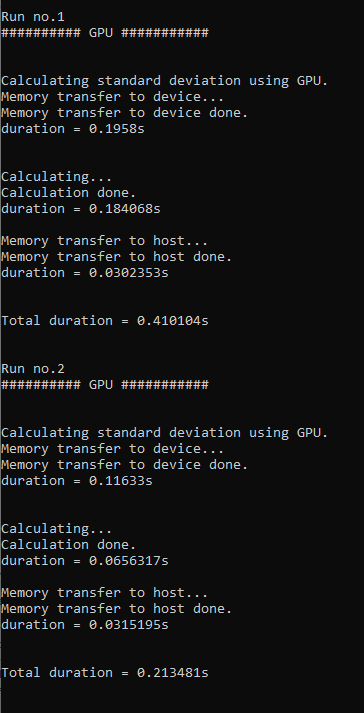 Run no.1
########## GPU ###########
Calculating standard deviation using GPU.
Memory transfer to device...
Memory transfer to device done.
duration = 0.1958s
Calculating...
Calculation done.
duration = 0.184068s
Memory transfer to host...
Memory transfer to host done.
duration = 0.0302353s
Total duration = 0.410104s
Run no.2
########## GPU ###########
Calculating standard deviation using GPU.
Memory transfer to device...
Memory transfer to device done.
duration = 0.11633s
Calculating...
Calculation done.
duration = 0.0656317s
Memory transfer to host...
Memory transfer to host done.
duration = 0.0315195s
Total duration = 0.213481s